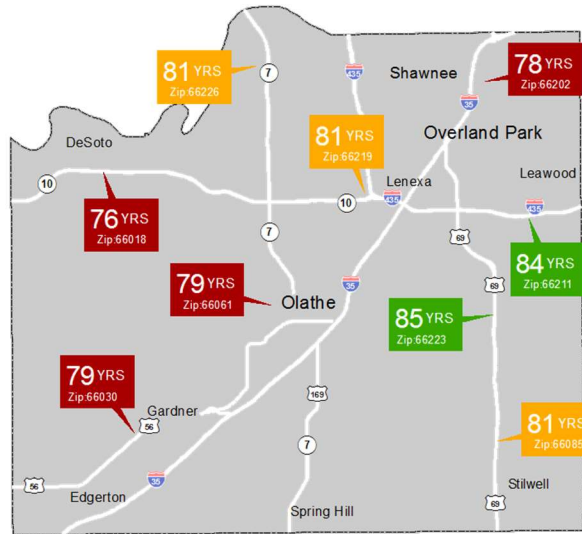 81 YRS
Zip:66226
7
435
Shawnee
35
78 YRS
Zip:66202
DeSoto
81 YRS
Zip:66219
Overland Park
10
Lenexa
Leawood
10
435
435
76 YRS
Zip:66018
7
69
84 YRS
Zip:66211
79 YRS
Zip:66061
Olathe
35
69
85 YRS
Zip:66223
79 YRS
Zip:66030
Gardner
56
169
7
81 YRS
Zip:66085
56
35
Edgerton
Stilwell
Spring Hill
69